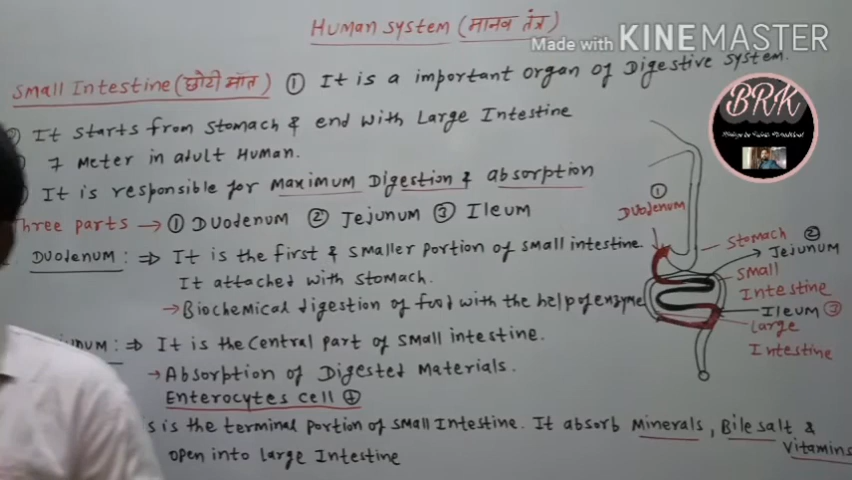 Human System (मानव तंत्र)
Made with KINEMASTER
Small Intestine (छोटी आंत) ① It is a important organ of Digestive system.
BRK
It starts from stomach & end with Large Intestine
7 Meter in adult Human.
It is responsible for Maximum Digestion & absorption
Three parts → ① Duodenum ② Jejunum ③ Ileum
① Duodenum
Stomach
② Jejunum
Small Intestine
Ileum ③
Large Intestine
Duodenum : ⇒ It is the first & smaller portion of small intestine
It attached with stomach.
→ Biochemical digestion of food with the help of enzyme
num : ⇒ It is the central part of small intestine.
→ Absorption of Digested Materials.
Enterocytes cell ⊕
s is the terminal portion of small Intestine. It absorb Minerals, Bile salt &
Vitamins
open into large Intestine